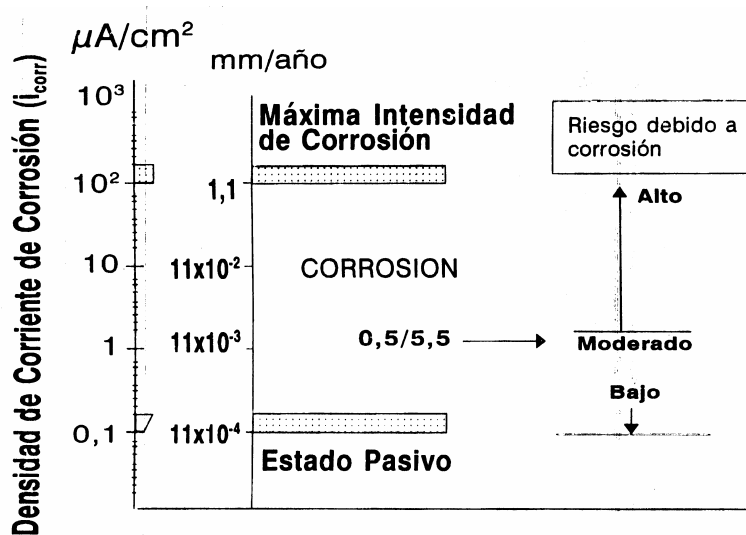 Densidad de Corriente de Corrosión (i_corr)
µA/cm²
mm/año
10³
10²
10
1
0,1
1,1
11x10⁻²
11x10⁻³
11x10⁻⁴
Máxima Intensidad
de Corrosión
CORROSION
0,5/5,5
Estado Pasivo
Riesgo debido a
corrosión
Alto
Moderado
Bajo